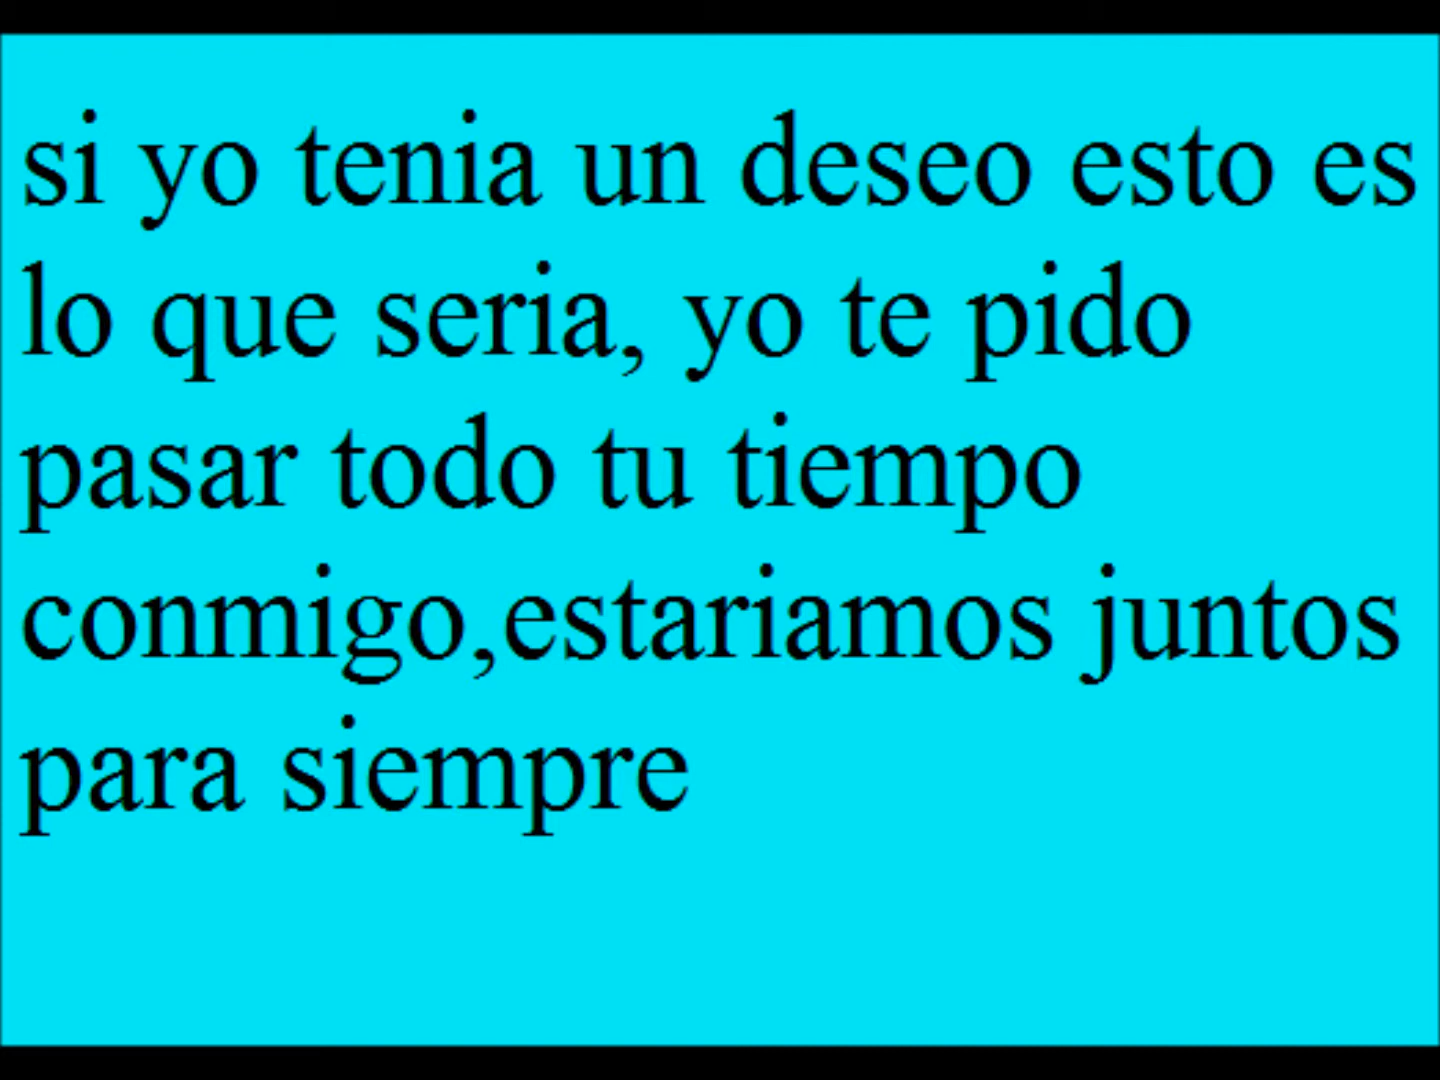 si yo tenia un deseo esto es
lo que seria, yo te pido
pasar todo tu tiempo
conmigo,estariamos juntos
para siempre